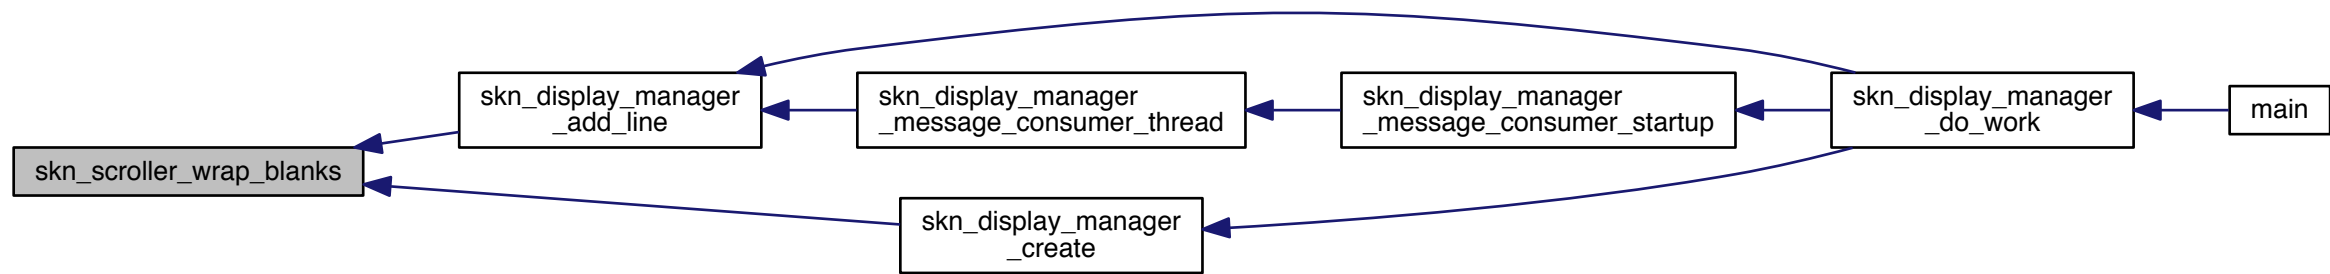 skn_scroller_wrap_blanks
skn_display_manager
_add_line
skn_display_manager
_message_consumer_thread
skn_display_manager
_message_consumer_startup
skn_display_manager
_do_work
main
skn_display_manager
_create